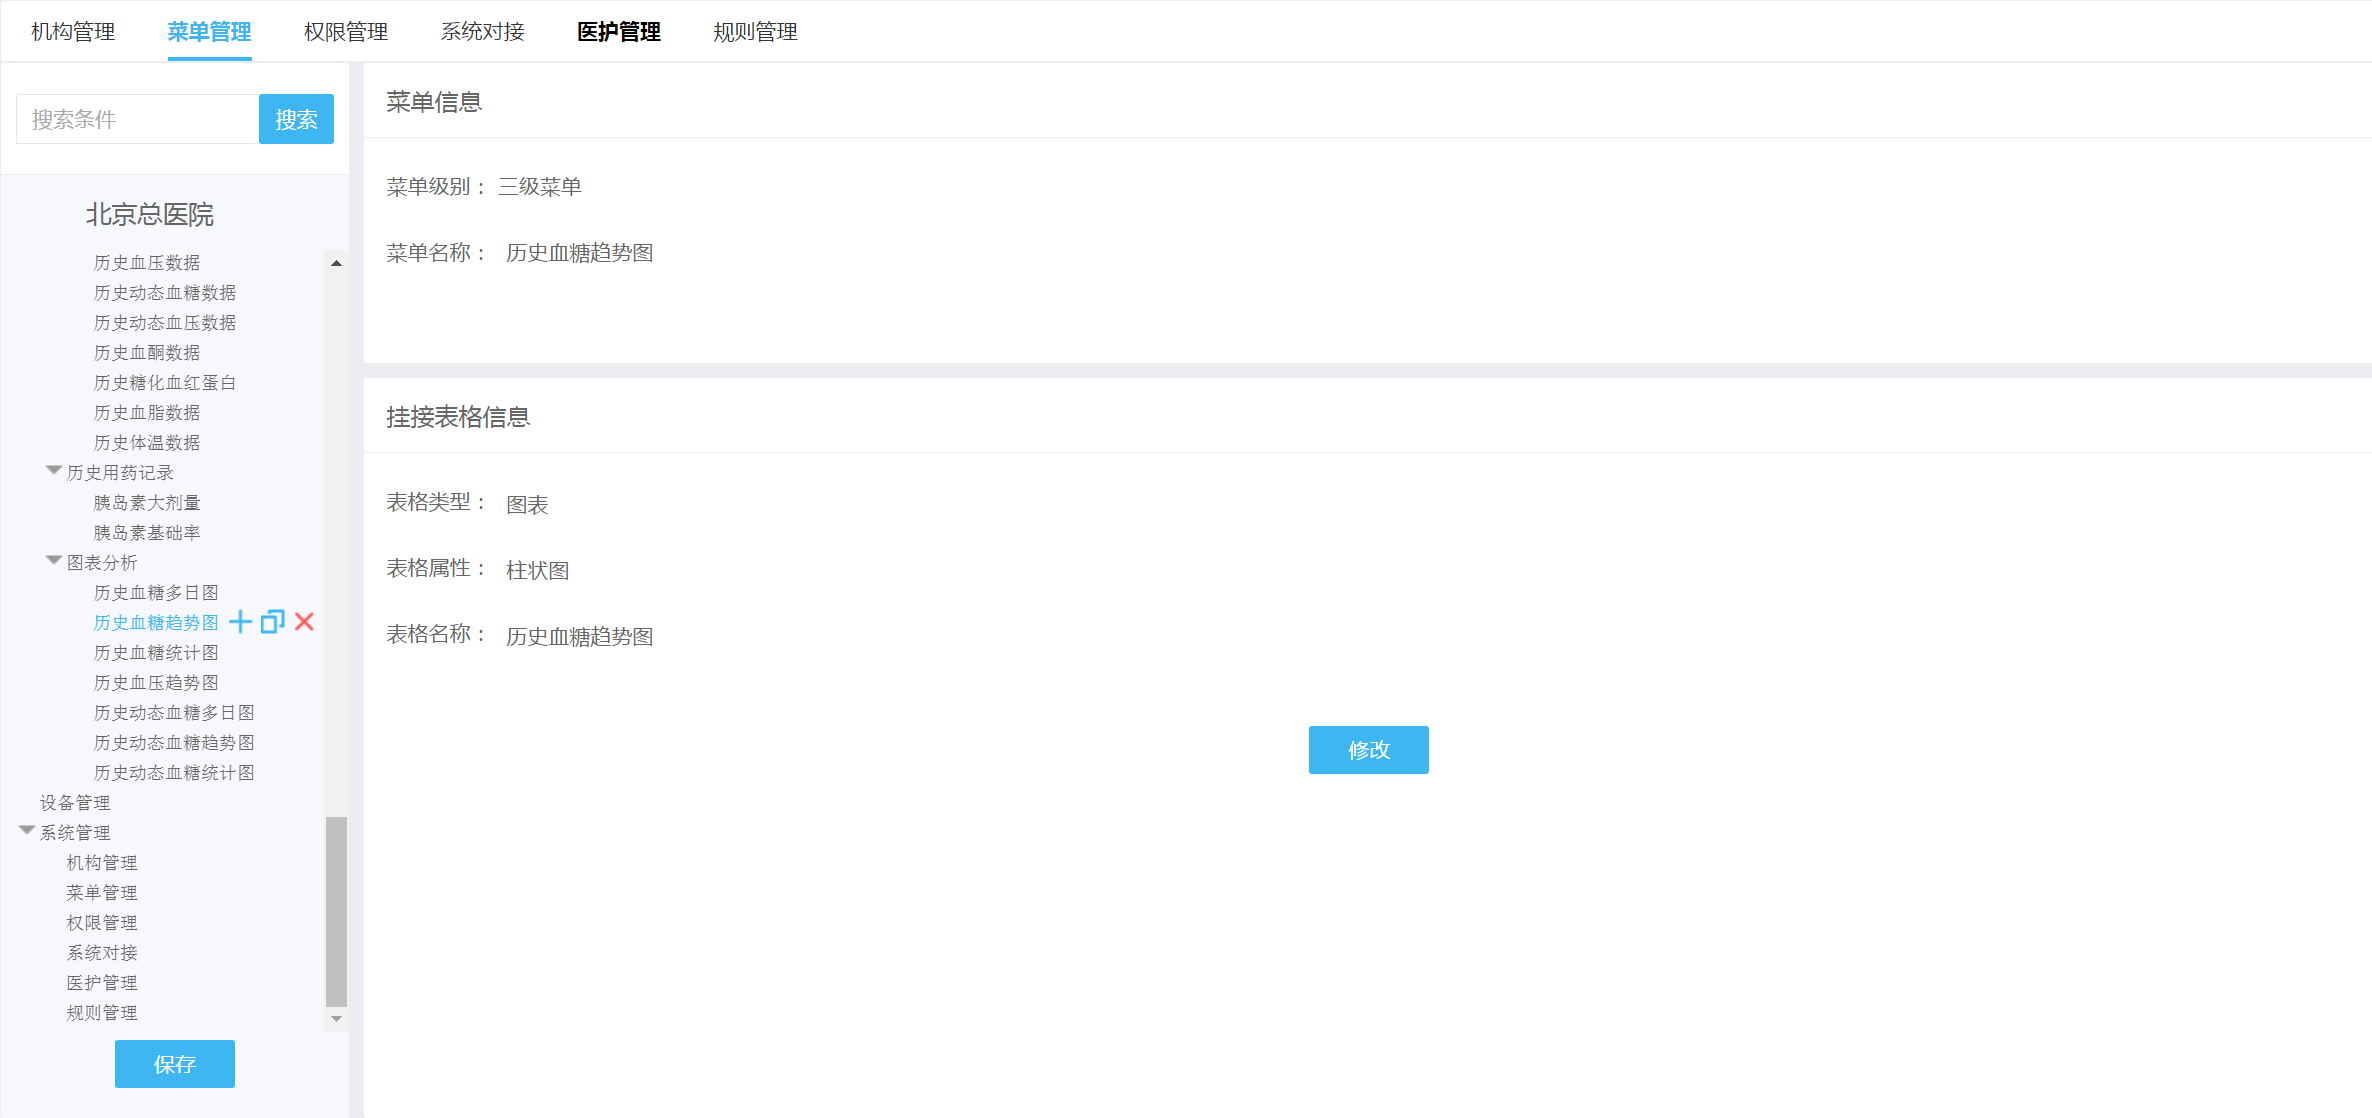 机构管理 菜单管理 权限管理 系统对接 医护管理 规则管理
搜索条件 搜索
北京总医院
历史血压数据
历史动态血糖数据
历史动态血压数据
历史血酮数据
历史糖化血红蛋白
历史血脂数据
历史体温数据
历史用药记录
胰岛素大剂量
胰岛素基础率
图表分析
历史血糖多日图
历史血糖趋势图
历史血糖统计图
历史血压趋势图
历史动态血糖多日图
历史动态血糖趋势图
历史动态血糖统计图
设备管理
系统管理
机构管理
菜单管理
权限管理
系统对接
医护管理
规则管理
保存
菜单信息
菜单级别： 三级菜单
菜单名称： 历史血糖趋势图
挂接表格信息
表格类型： 图表
表格属性： 柱状图
表格名称： 历史血糖趋势图
修改